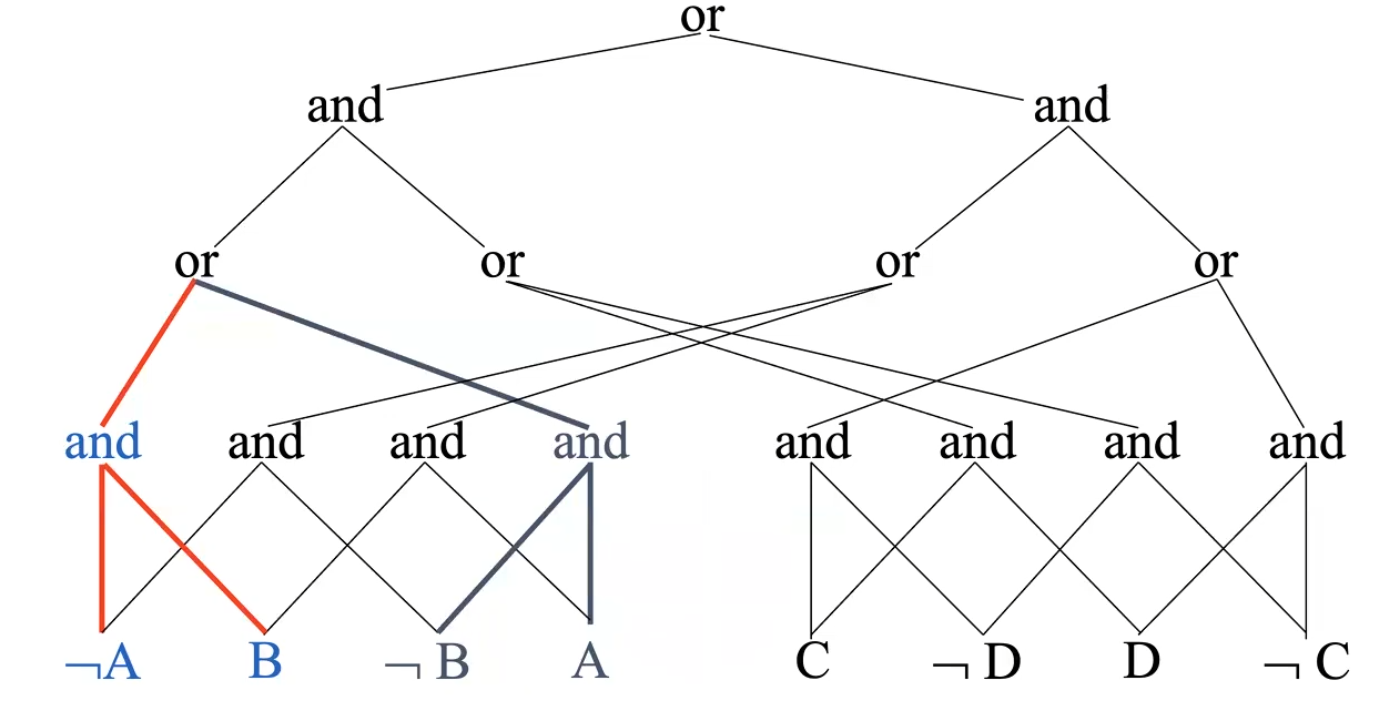 or
and and
or or or or
and and and and and and and and
¬A B ¬ B A C ¬ D D ¬ C